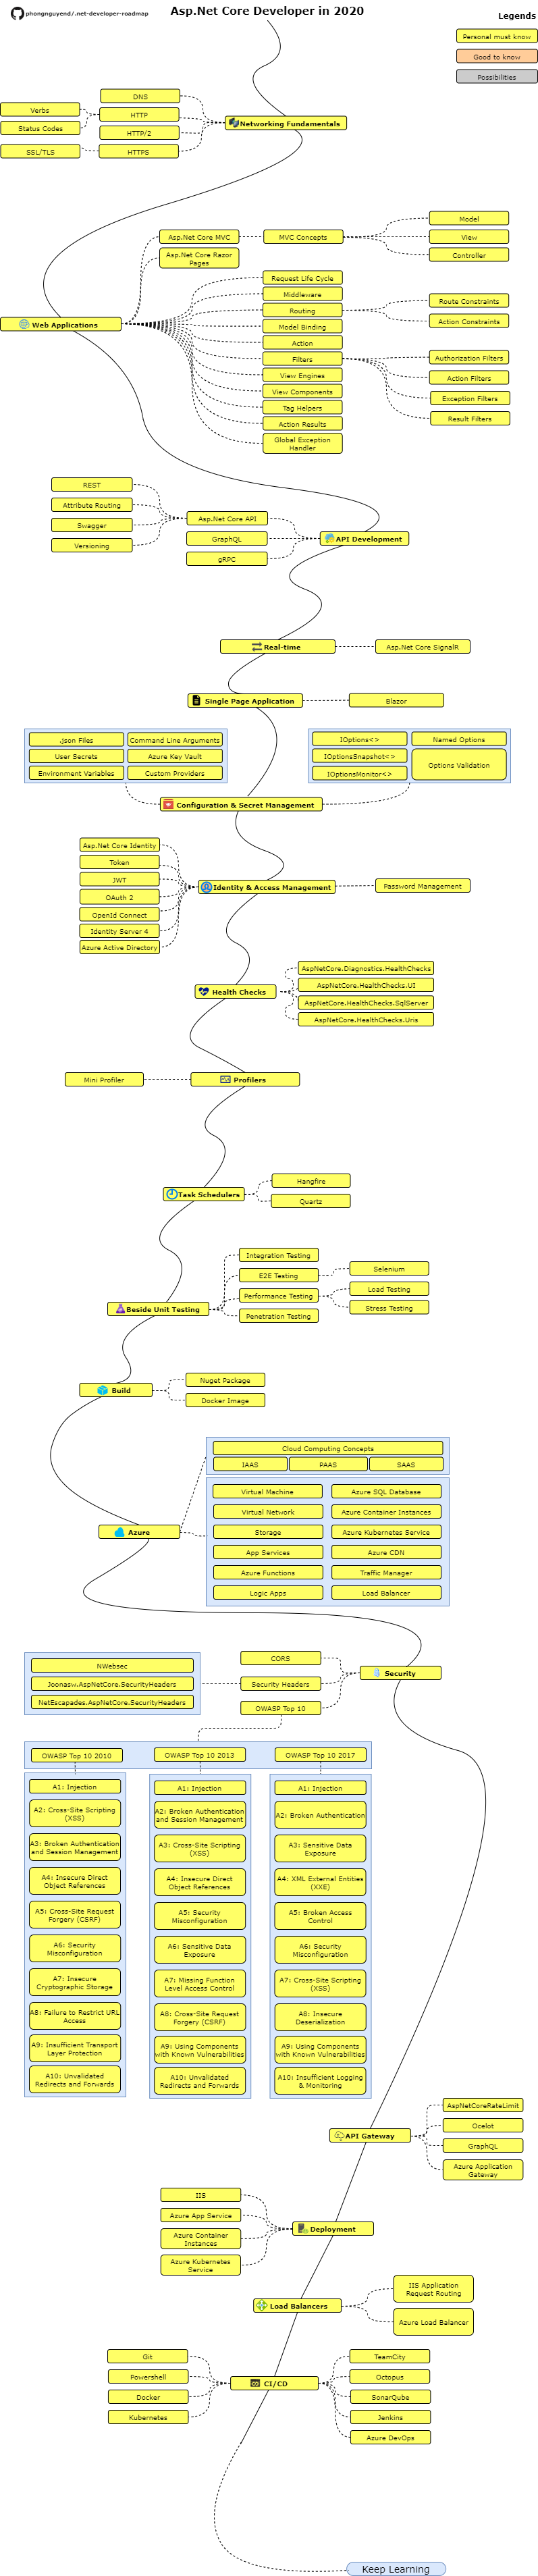 phongnguyend/.net-developer-roadmap
Asp.Net Core Developer in 2020
Legends
Personal must know
Good to know
Possibilities
DNS
Verbs
HTTP
Status Codes
HTTP/2
SSL/TLS
HTTPS
Networking Fundamentals
Asp.Net Core MVC
MVC Concepts
Model
View
Controller
Asp.Net Core Razor
Pages
Web Applications
Request Life Cycle
Middleware
Routing
Route Constraints
Action Constraints
Model Binding
Action
Filters
Authorization Filters
Action Filters
Exception Filters
Result Filters
View Engines
View Components
Tag Helpers
Action Results
Global Exception
Handler
REST
Attribute Routing
Swagger
Versioning
Asp.Net Core API
GraphQL
gRPC
API Development
Real-time
Asp.Net Core SignalR
Single Page Application
Blazor
.json Files
Command Line Arguments
User Secrets
Azure Key Vault
Environment Variables
Custom Providers
IOptions<>
Named Options
IOptionsSnapshot<>
Options Validation
IOptionsMonitor<>
Configuration & Secret Management
Asp.Net Core Identity
Token
JWT
OAuth 2
OpenId Connect
Identity Server 4
Azure Active Directory
Identity & Access Management
Password Management
Health Checks
AspNetCore.Diagnostics.HealthChecks
AspNetCore.HealthChecks.UI
AspNetCore.HealthChecks.SqlServer
AspNetCore.HealthChecks.Uris
Mini Profiler
Profilers
Task Schedulers
Hangfire
Quartz
Beside Unit Testing
Integration Testing
E2E Testing
Selenium
Performance Testing
Load Testing
Stress Testing
Penetration Testing
Build
Nuget Package
Docker Image
Cloud Computing Concepts
IAAS
PAAS
SAAS
Azure
Virtual Machine
Azure SQL Database
Virtual Network
Azure Container Instances
Storage
Azure Kubernetes Service
App Services
Azure CDN
Azure Functions
Traffic Manager
Logic Apps
Load Balancer
CORS
Security
Security Headers
OWASP Top 10
NWebsec
Joonasw.AspNetCore.SecurityHeaders
NetEscapades.AspNetCore.SecurityHeaders
OWASP Top 10 2010
A1: Injection
A2: Cross-Site Scripting
(XSS)
A3: Broken Authentication
and Session Management
A4: Insecure Direct
Object References
A5: Cross-Site Request
Forgery (CSRF)
A6: Security
Misconfiguration
A7: Insecure
Cryptographic Storage
A8: Failure to Restrict URL
Access
A9: Insufficient Transport
Layer Protection
A10: Unvalidated
Redirects and Forwards
OWASP Top 10 2013
A1: Injection
A2: Broken Authentication
and Session Management
A3: Cross-Site Scripting
(XSS)
A4: Insecure Direct
Object References
A5: Security
Misconfiguration
A6: Sensitive Data
Exposure
A7: Missing Function
Level Access Control
A8: Cross-Site Request
Forgery (CSRF)
A9: Using Components
with Known Vulnerabilities
A10: Unvalidated
Redirects and Forwards
OWASP Top 10 2017
A1: Injection
A2: Broken Authentication
A3: Sensitive Data
Exposure
A4: XML External Entities
(XXE)
A5: Broken Access
Control
A6: Security
Misconfiguration
A7: Cross-Site Scripting
(XSS)
A8: Insecure
Deserialization
A9: Using Components
with Known Vulnerabilities
A10: Insufficient Logging
& Monitoring
API Gateway
AspNetCoreRateLimit
Ocelot
GraphQL
Azure Application
Gateway
IIS
Azure App Service
Azure Container
Instances
Azure Kubernetes
Service
Deployment
Load Balancers
IIS Application
Request Routing
Azure Load Balancer
Git
Powershell
Docker
Kubernetes
CI/CD
TeamCity
Octopus
SonarQube
Jenkins
Azure DevOps
Keep Learning